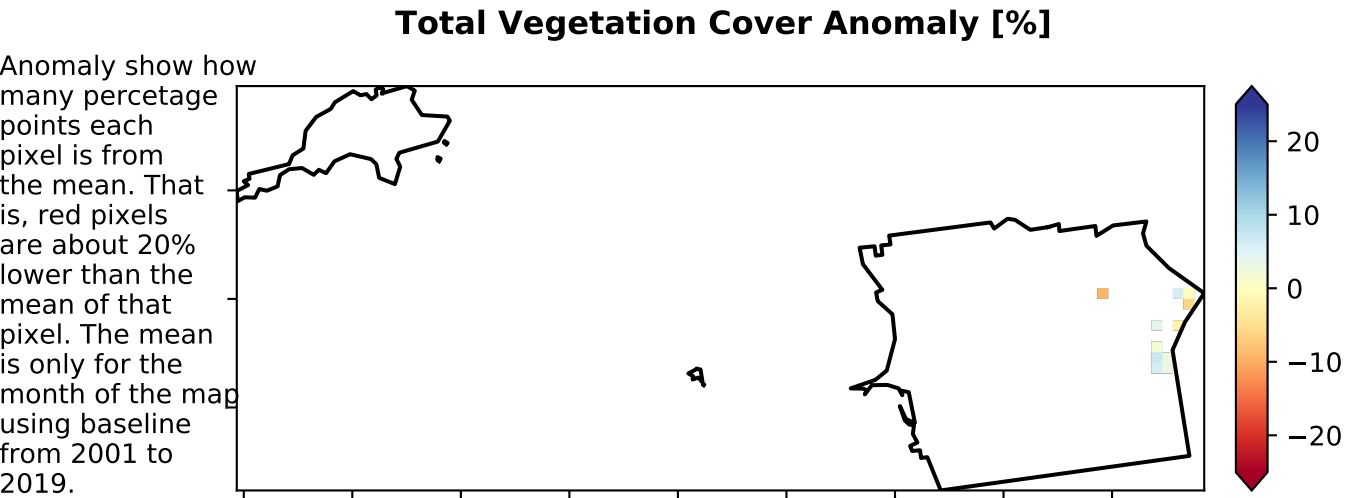 Total Vegetation Cover Anomaly [%]
Anomaly show how
many percetage
points each
pixel is from
the mean. That
is, red pixels
are about 20%
lower than the
mean of that
pixel. The mean
is only for the
month of the map
using baseline
from 2001 to
2019.
20
10
0
−10
−20